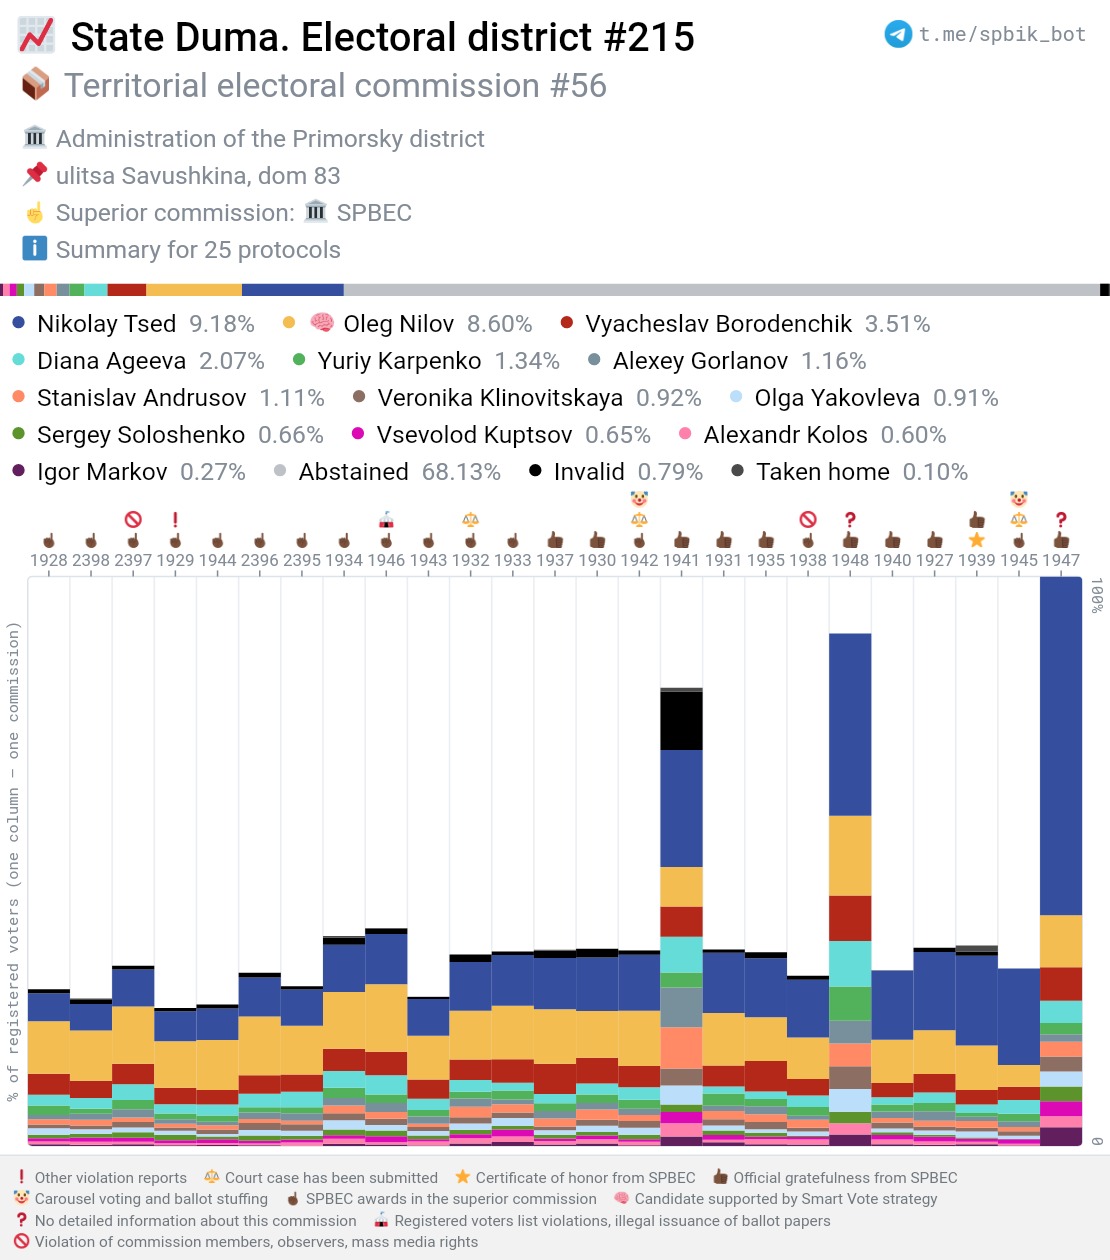 State Duma. Electoral district #215
t.me/spbik_bot
Territorial electoral commission #56
Administration of the Primorsky district
ulitsa Savushkina, dom 83
Superior commission: SPBEC
Summary for 25 protocols
Nikolay Tsed 9.18% Oleg Nilov 8.60% Vyacheslav Borodenchik 3.51%
Diana Ageeva 2.07% Yuriy Karpenko 1.34% Alexey Gorlanov 1.16%
Stanislav Andrusov 1.11% Veronika Klinovitskaya 0.92% Olga Yakovleva 0.91%
Sergey Soloshenko 0.66% Vsevolod Kuptsov 0.65% Alexandr Kolos 0.60%
Igor Markov 0.27% Abstained 68.13% Invalid 0.79% Taken home 0.10%
1928 2398 2397 1929 1944 2396 2395 1934 1946 1943 1932 1933 1937 1930 1942 1941 1931 1935 1938 1948 1940 1927 1939 1945 1947
100%
% of registered voters (one column – one commission)
0
Other violation reports Court case has been submitted Certificate of honor from SPBEC Official gratefulness from SPBEC
Carousel voting and ballot stuffing SPBEC awards in the superior commission Candidate supported by Smart Vote strategy
No detailed information about this commission Registered voters list violations, illegal issuance of ballot papers
Violation of commission members, observers, mass media rights